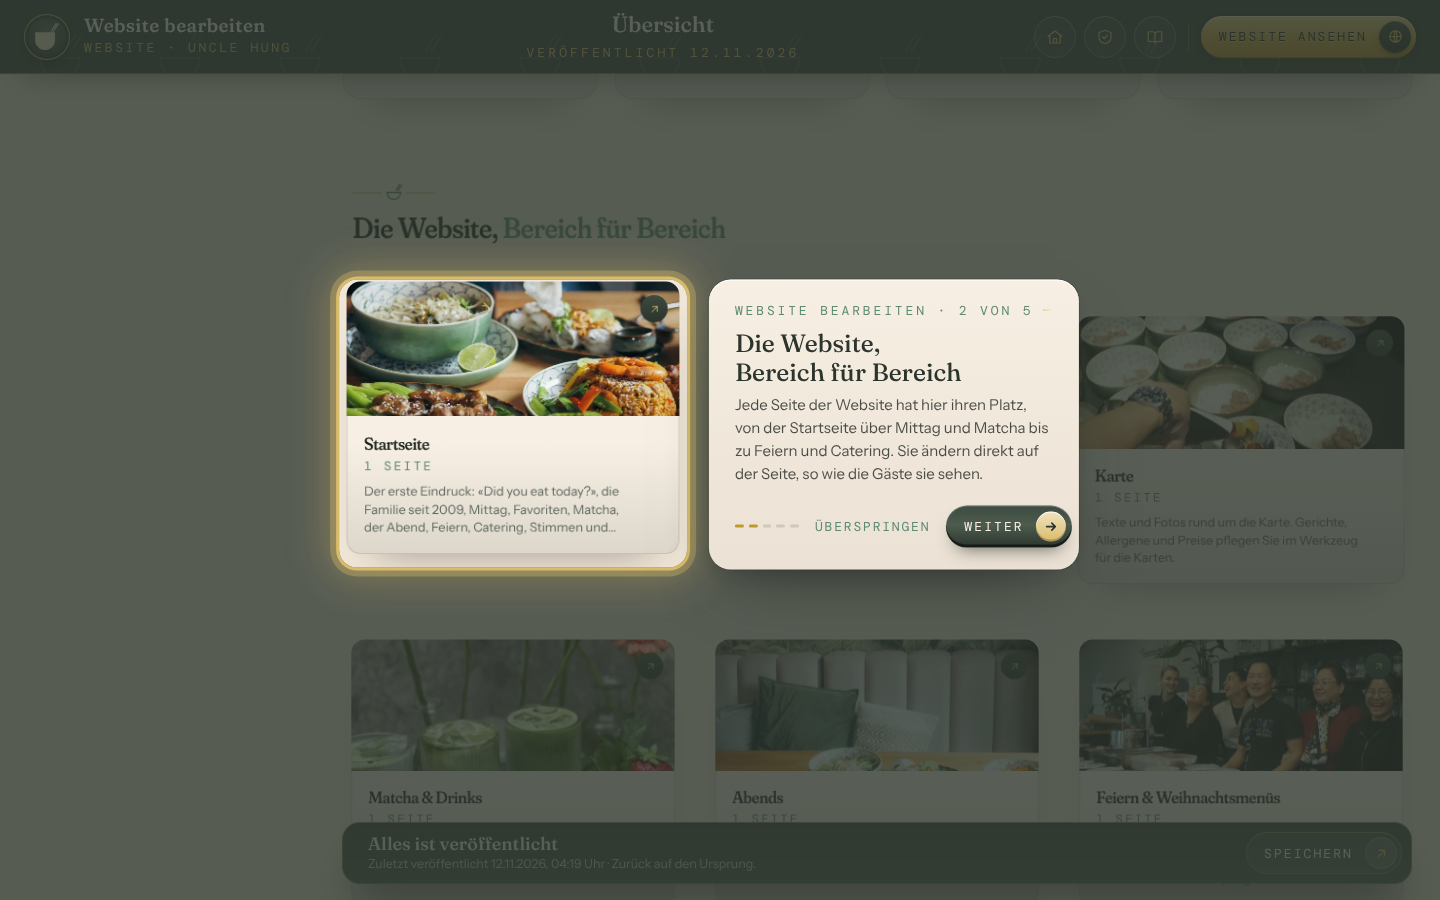 Website bearbeiten
WEBSITE · UNCLE HUNG
Übersicht
VERÖFFENTLICHT 12.11.2026
WEBSITE ANSEHEN
Die Website, Bereich für Bereich
Startseite
1 SEITE
Der erste Eindruck: «Did you eat today?», die
Familie seit 2009, Mittag, Favoriten, Matcha,
der Abend, Feiern, Catering, Stimmen und…
WEBSITE BEARBEITEN · 2 VON 5
Die Website,
Bereich für Bereich
Jede Seite der Website hat hier ihren Platz,
von der Startseite über Mittag und Matcha bis
zu Feiern und Catering. Sie ändern direkt auf
der Seite, so wie die Gäste sie sehen.
ÜBERSPRINGEN
WEITER
Karte
1 SEITE
Texte und Fotos rund um die Karte. Gerichte,
Allergene und Preise pflegen Sie im Werkzeug
für die Karten.
Matcha & Drinks
1 SEITE
Abends
1 SEITE
Feiern & Weihnachtsmenüs
1 SEITE
Alles ist veröffentlicht
Zuletzt veröffentlicht 12.11.2026, 04:19 Uhr · Zurück auf den Ursprung.
SPEICHERN